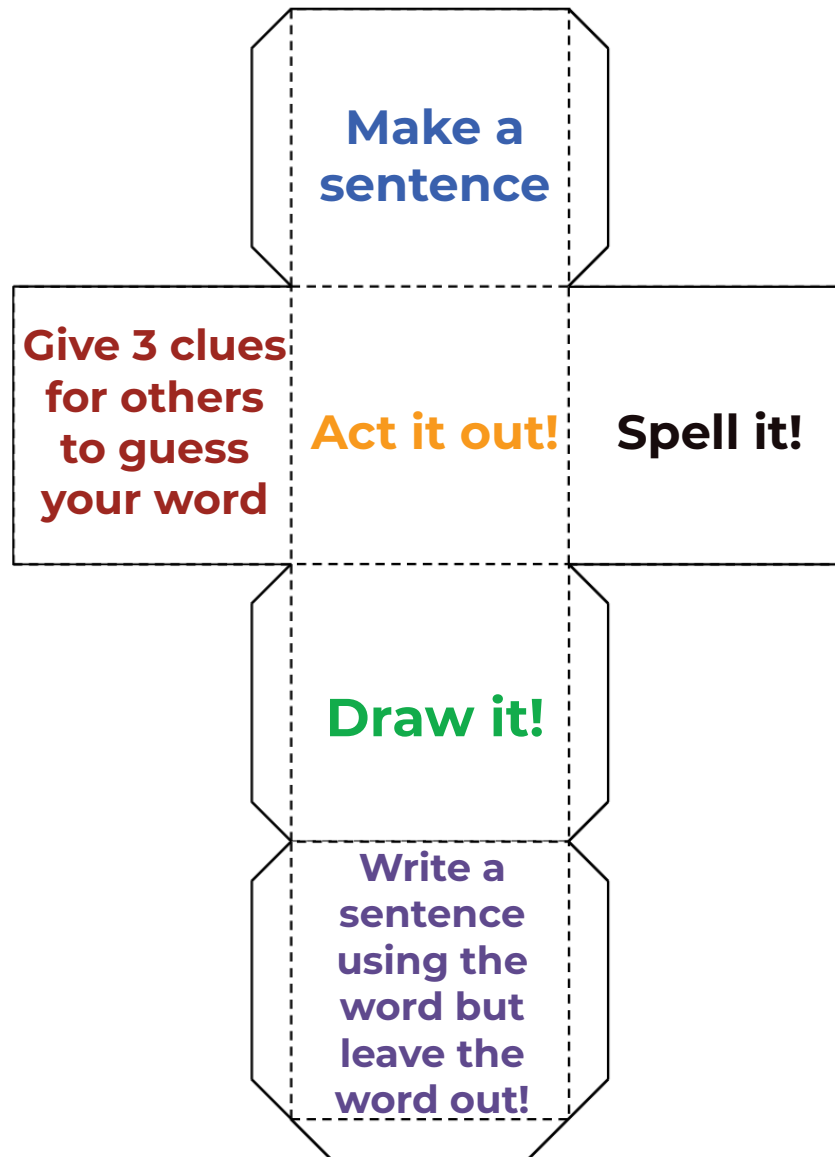 Make a
sentence
Give 3 clues
for others
to guess
your word
Act it out!
Spell it!
Draw it!
Write a
sentence
using the
word but
leave the
word out!